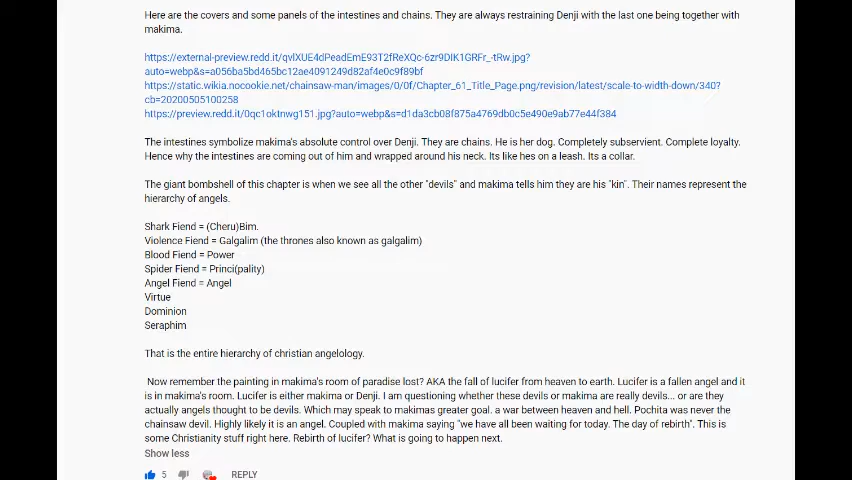 Here are the covers and some panels of the intestines and chains. They are always restraining Denji with the last one being together with
makima.
https://external-preview.redd.it/qvlXUE4dPeadEmE93T2fReXQc-6zr9DIK1GRFr_-tRw.jpg?
auto=webp&s=a056ba5bd465bc12ae4091249d82af4e0c9f89bf
https://static.wikia.nocookie.net/chainsaw-man/images/0/0f/Chapter_61_Title_Page.png/revision/latest/scale-to-width-down/340?
cb=20200505100258
https://preview.redd.it/0qc1oktnwg151.jpg?auto=webp&s=d1da3cb08f875a4769db0c5e490e9ab77e44f384
The intestines symbolize makima's absolute control over Denji. They are chains. He is her dog. Completely subservient. Complete loyalty.
Hence why the intestines are coming out of him and wrapped around his neck. Its like hes on a leash. Its a collar.
The giant bombshell of this chapter is when we see all the other "devils" and makima tells him they are his "kin". Their names represent the
hierarchy of angels.
Shark Fiend = (Cheru)Bim.
Violence Fiend = Galgalim (the thrones also known as galgalim)
Blood Fiend = Power
Spider Fiend = Princi(pality)
Angel Fiend = Angel
Virtue
Dominion
Seraphim
That is the entire hierarchy of christian angelology.
Now remember the painting in makima's room of paradise lost? AKA the fall of lucifer from heaven to earth. Lucifer is a fallen angel and it
is in makima's room. Lucifer is either makima or Denji. I am questioning whether these devils or makima are really devils... or are they
actually angels thought to be devils. Which may speak to makimas greater goal. a war between heaven and hell. Pochita was never the
chainsaw devil. Highly likely it is an angel. Coupled with makima saying "we have all been waiting for today. The day of rebirth". This is
some Christianity stuff right here. Rebirth of lucifer? What is going to happen next.
Show less
5 REPLY